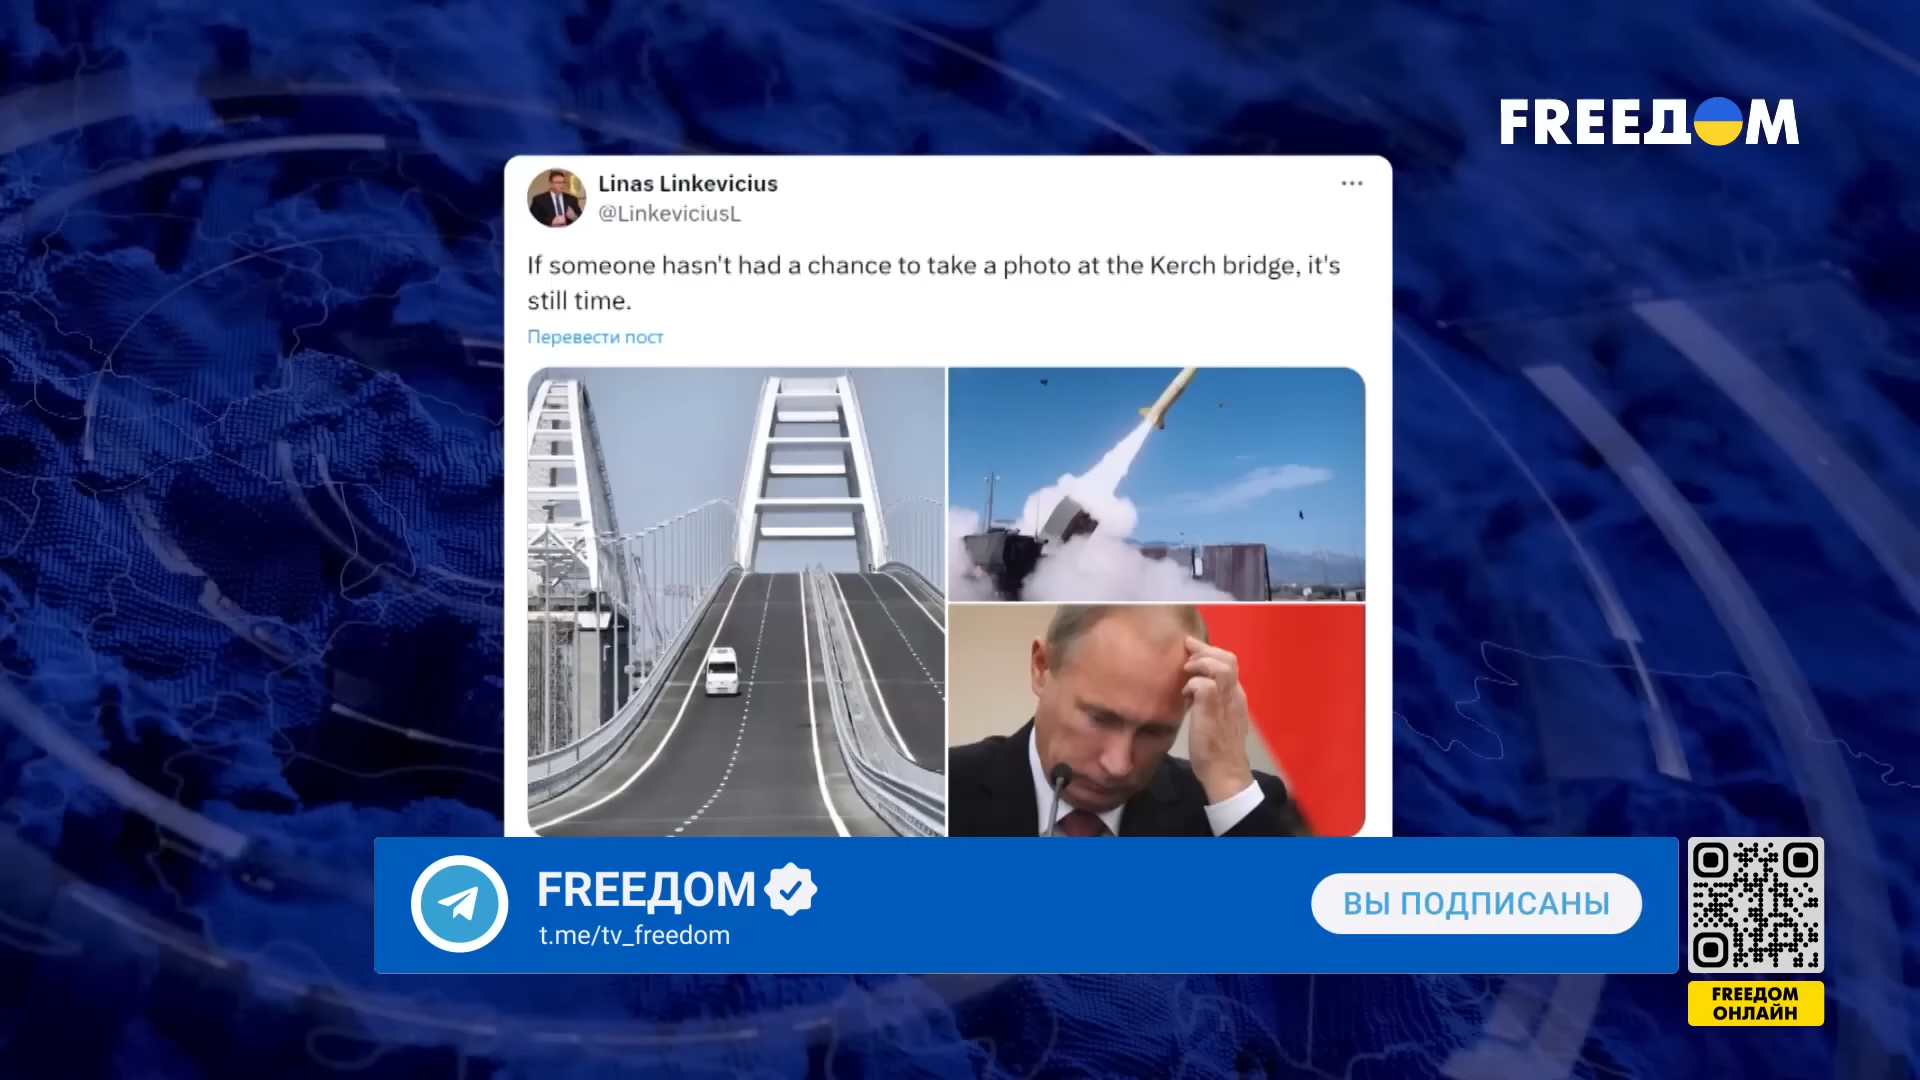 FREEДOM
Linas Linkevicius
@LinkeviciusL
If someone hasn't had a chance to take a photo at the Kerch bridge, it's
still time.
Перевести пост
FREEДOM
t.me/tv_freedom
ВЫ ПОДПИСАНЫ
FREEДОМ
ОНЛАЙН